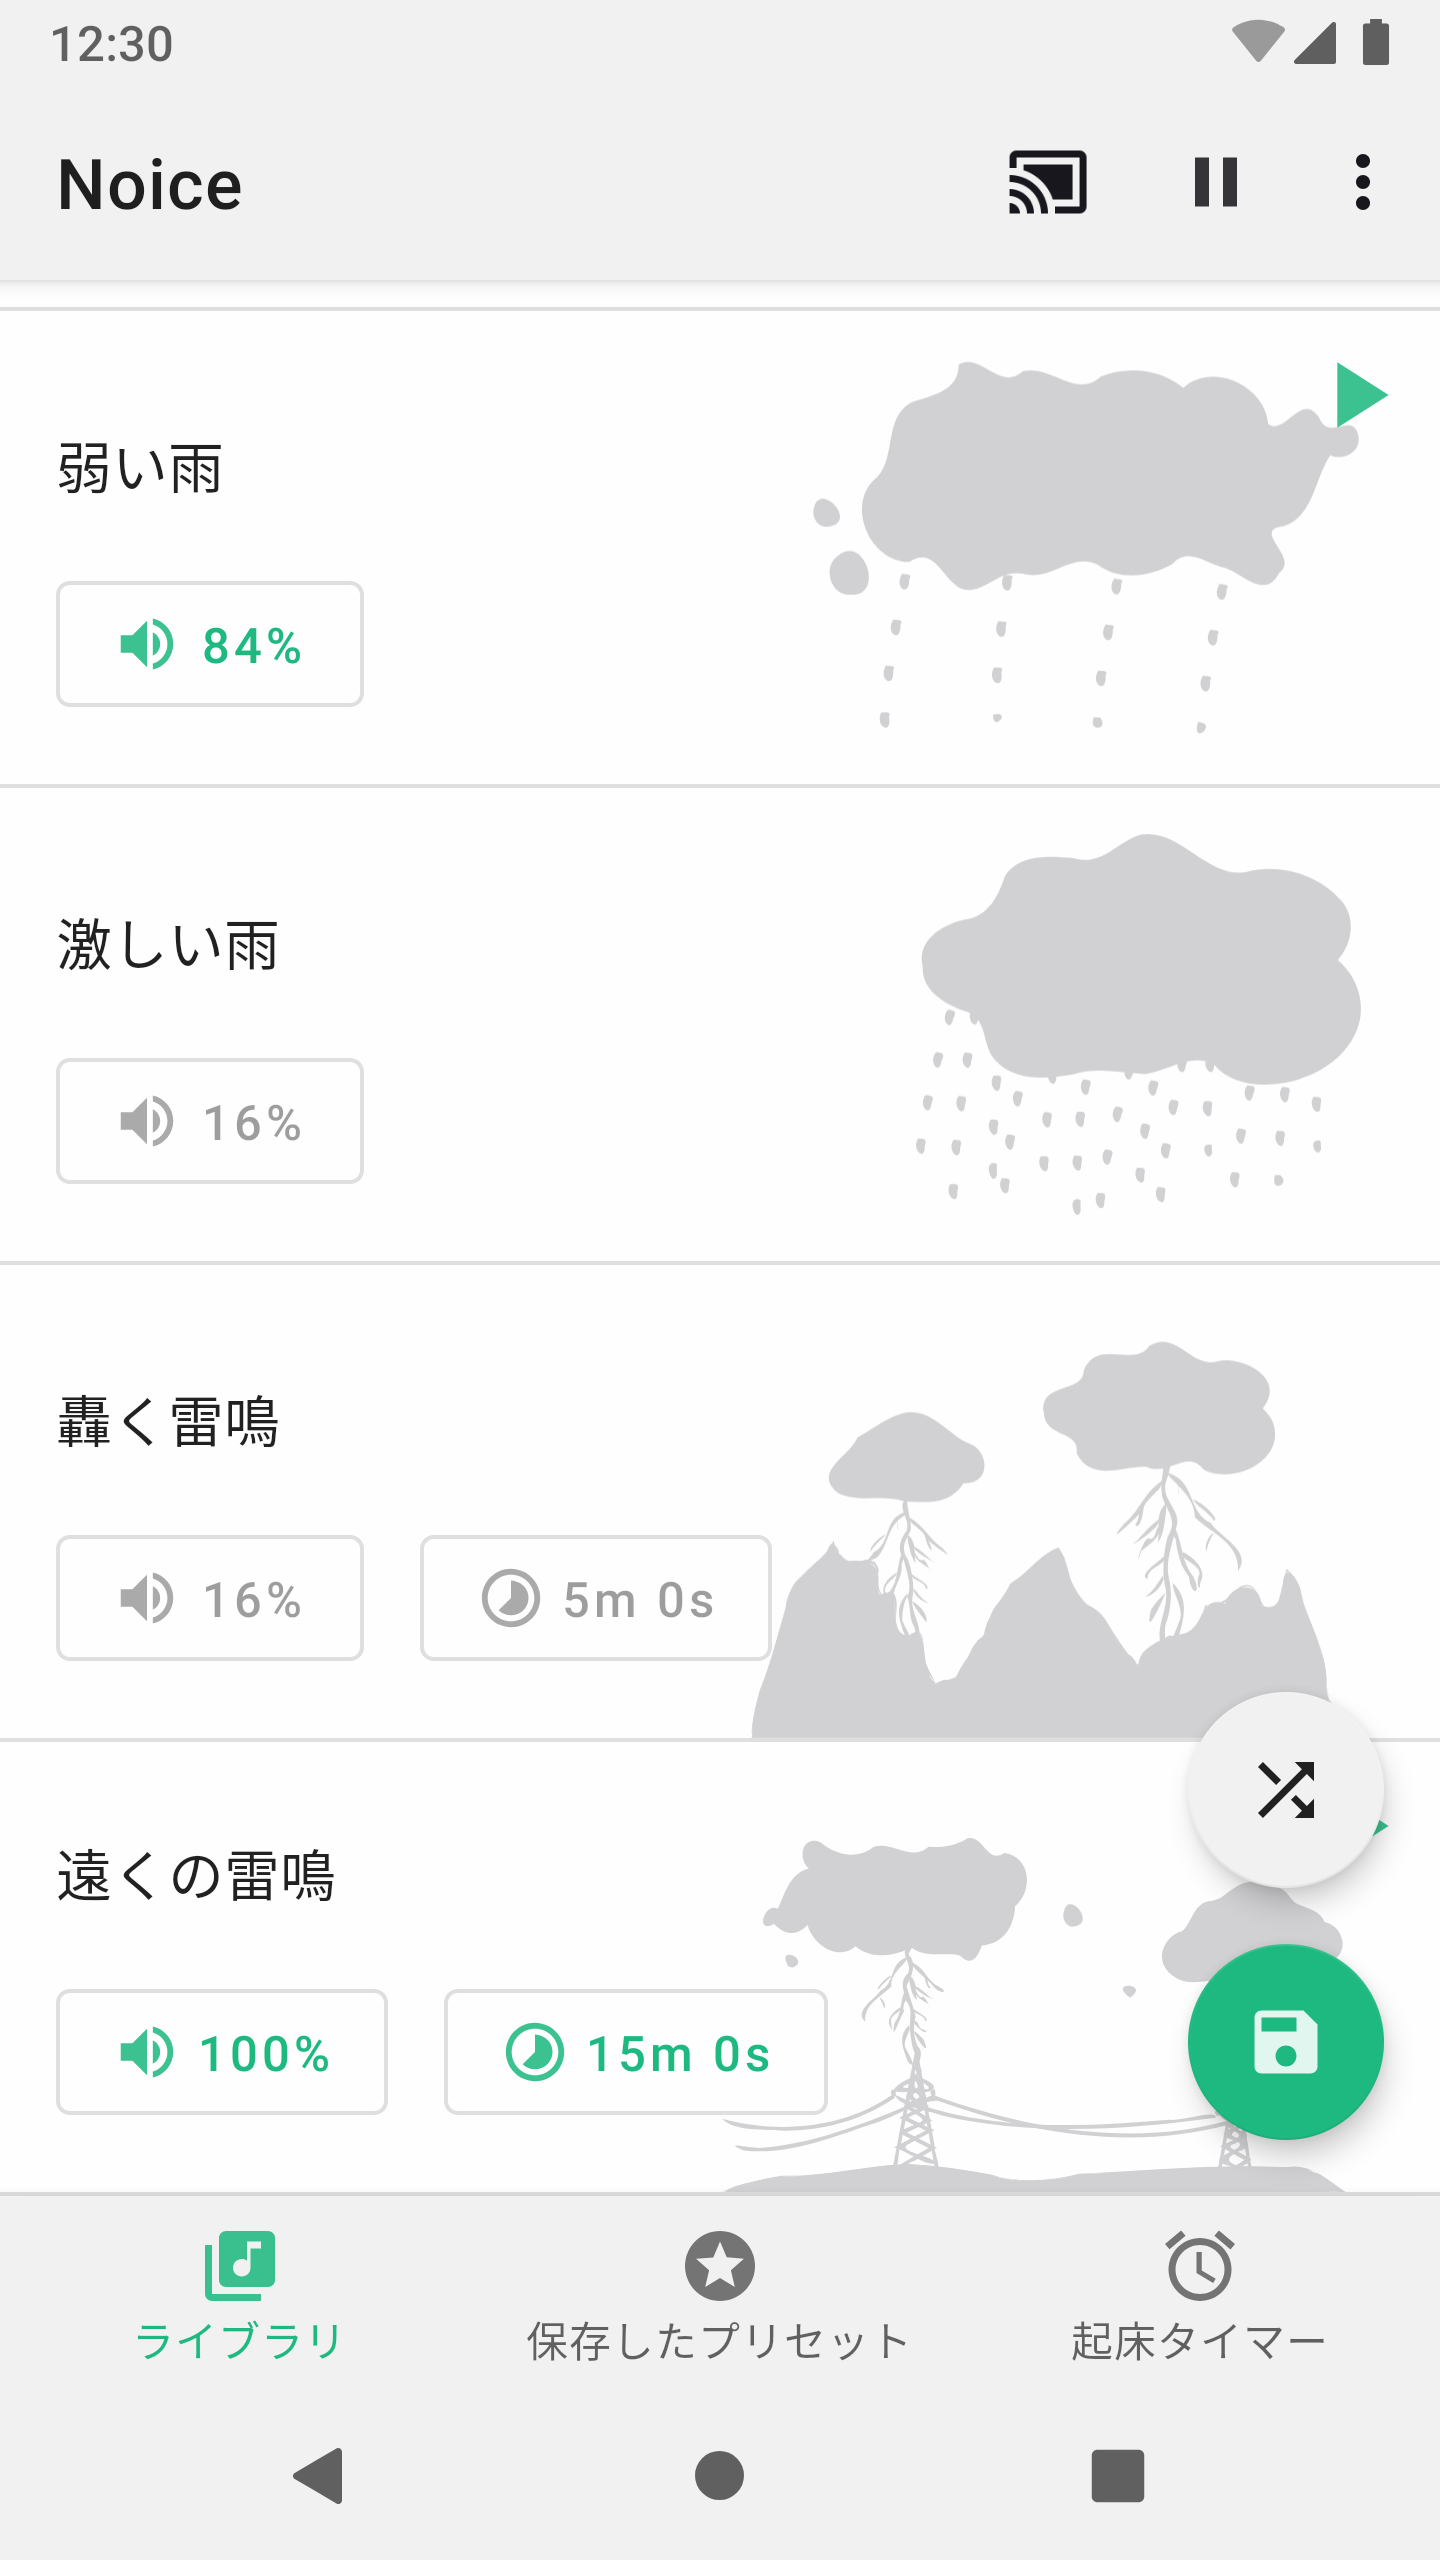 12:30
Noice
弱い雨
84%
激しい雨
16%
轟く雷鳴
16% 5m 0s
遠くの雷鳴
100% 15m 0s
ライブラリ 保存したプリセット 起床タイマー